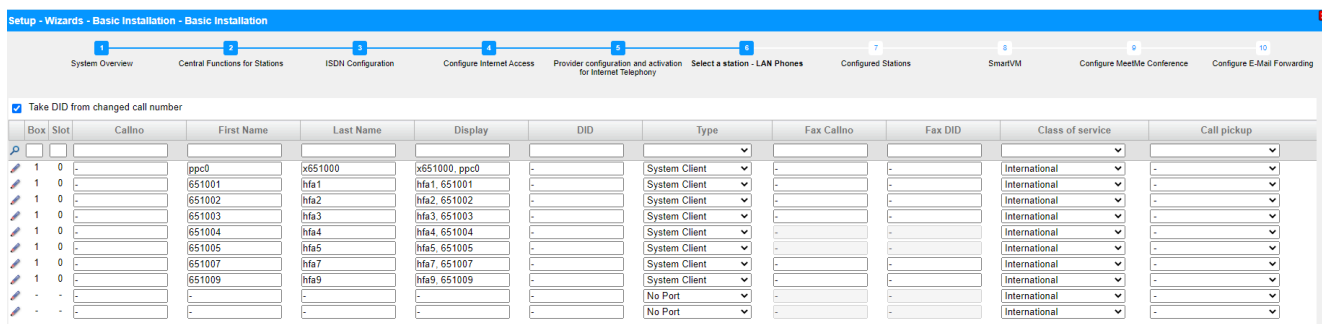 Setup - Wizards - Basic Installation - Basic Installation
1 2 3 4 5 6 7 8 9 10
System Overview Central Functions for Stations ISDN Configuration Configure Internet Access Provider configuration and activation for Internet Telephony Select a station - LAN Phones Configured Stations SmartVM Configure MeetMe Conference Configure E-Mail Forwarding
Take DID from changed call number
Box Slot Callno First Name Last Name Display DID Type Fax Callno Fax DID Class of service Call pickup
1 0 - ppc0 x651000 x651000, ppc0 - System Client - - International -
1 0 - 651001 hfa1 hfa1, 651001 - System Client - - International -
1 0 - 651002 hfa2 hfa2, 651002 - System Client - - International -
1 0 - 651003 hfa3 hfa3, 651003 - System Client - - International -
1 0 - 651004 hfa4 hfa4, 651004 - System Client - - International -
1 0 - 651005 hfa5 hfa5, 651005 - System Client - - International -
1 0 - 651007 hfa7 hfa7, 651007 - System Client - - International -
1 0 - 651009 hfa9 hfa9, 651009 - System Client - - International -
- - - - - - - No Port - - International -
- - - - - - - No Port - - International -